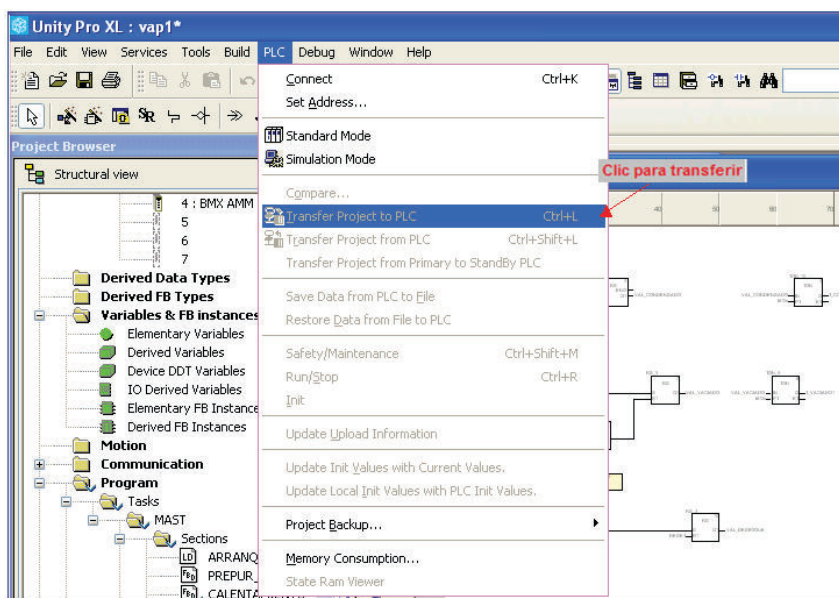 Unity Pro XL : vap1*
File Edit View Services Tools Build PLC Debug Window Help
Connect Ctrl+K
Set Address...
Standard Mode
Project Browser
Simulation Mode
Structural view
Clic para transferir
Compare...
4 : BMX AMM
Transfer Project to PLC Ctrl+L
40 50 60 70
5
6
Transfer Project from PLC Ctrl+Shift+L
7
Transfer Project from Primary to StandBy PLC
Derived Data Types
Derived FB Types
Save Data from PLC to File
Variables & FB instances
Restore Data from File to PLC
Elementary Variables
Derived Variables
Safety/Maintenance Ctrl+Shift+M
Device DDT Variables
Run/Stop Ctrl+R
IO Derived Variables
Init
Elementary FB Instance
Derived FB Instances
Update Upload Information
Motion
Communication
Update Init Values with Current Values.
Program
Update Local Init Values with PLC Init Values.
Tasks
MAST
Project Backup...
Sections
LD ARRANQ
Memory Consumption...
FBD PREPUR_
State Ram Viewer
FBD CALENTA